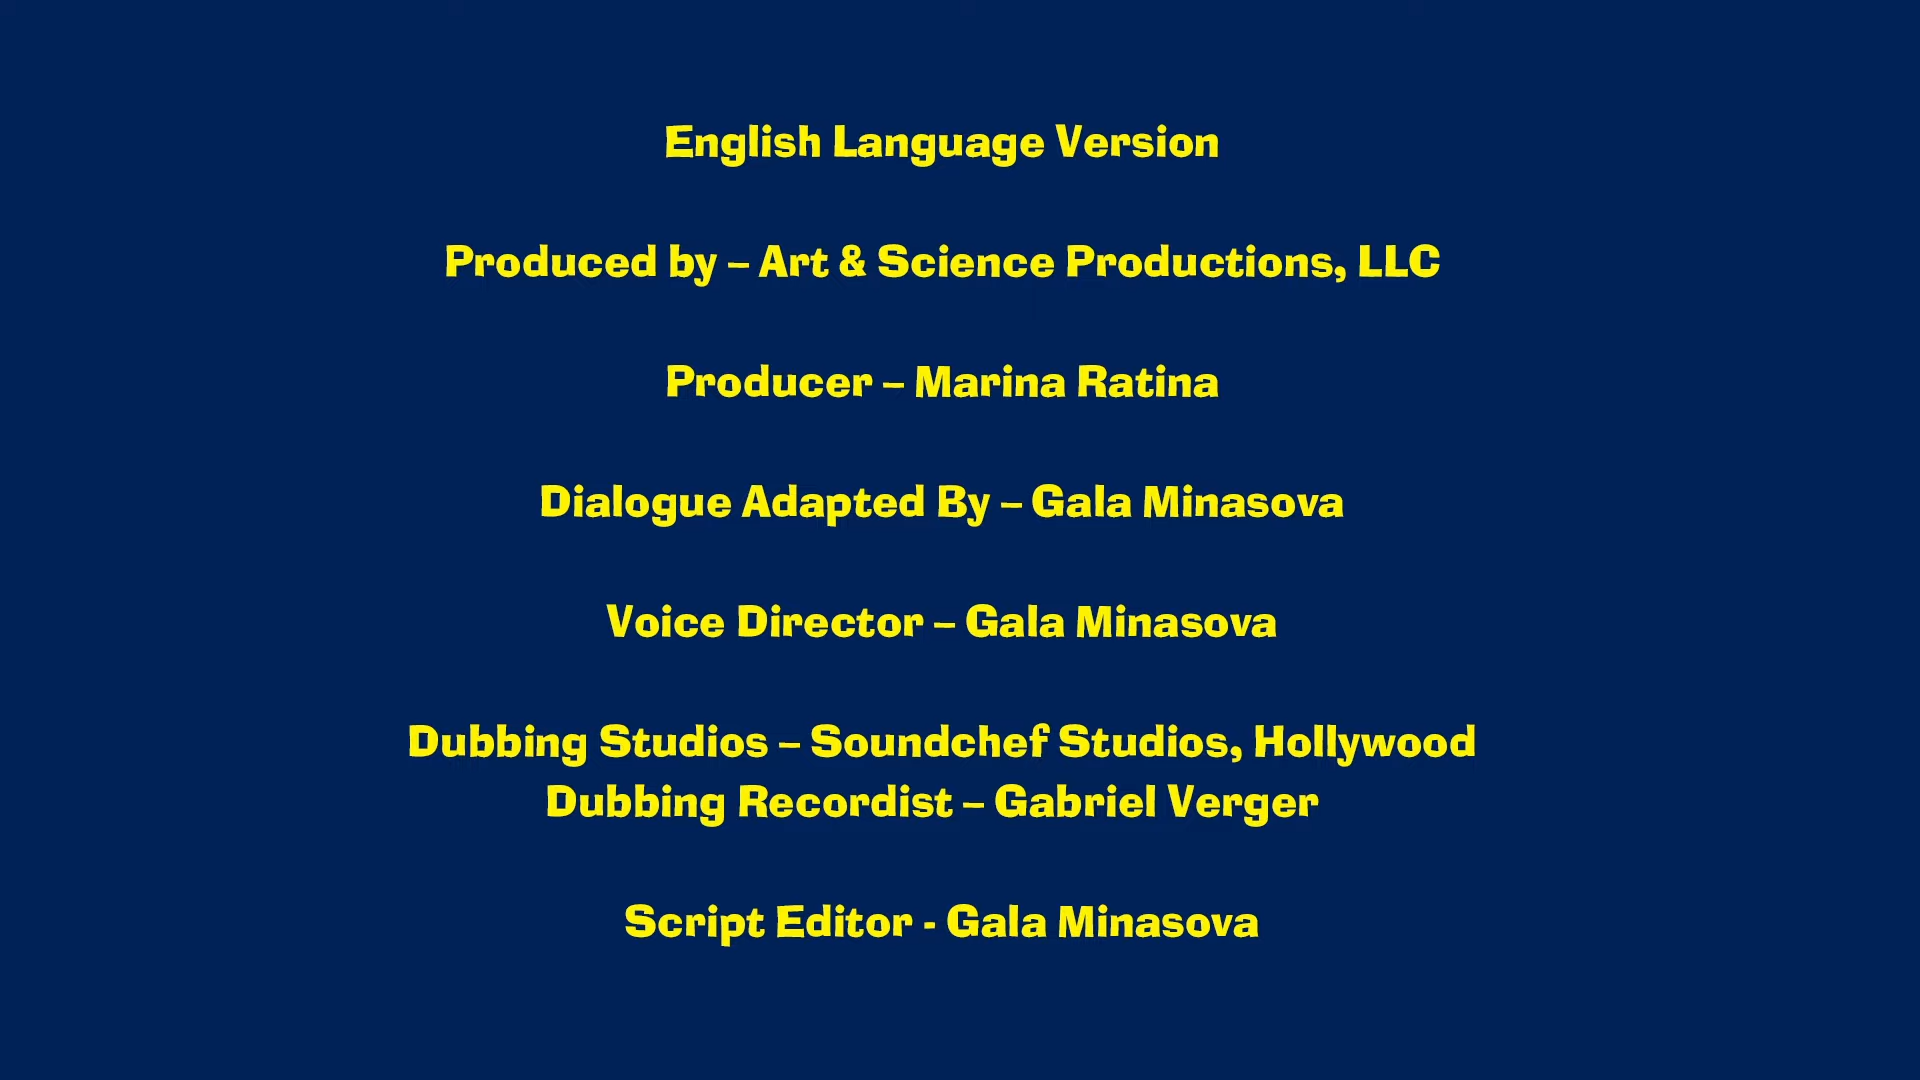 English Language Version
Produced by – Art & Science Productions, LLC
Producer – Marina Ratina
Dialogue Adapted By – Gala Minasova
Voice Director – Gala Minasova
Dubbing Studios – Soundchef Studios, Hollywood
Dubbing Recordist – Gabriel Verger
Script Editor - Gala Minasova